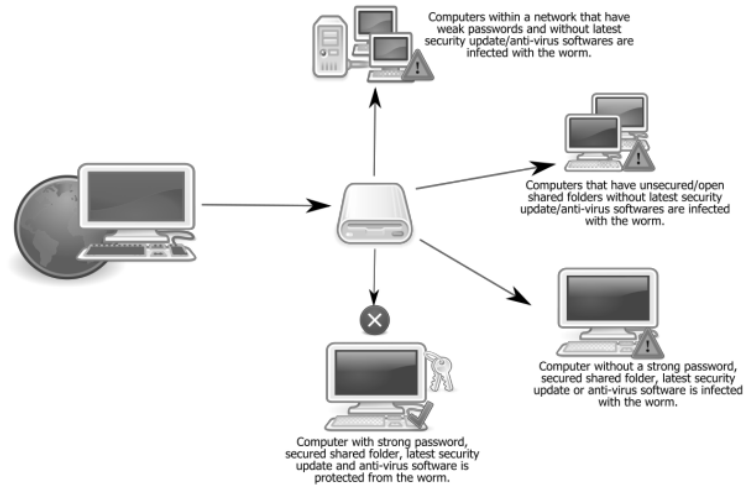 Computers within a network that have
weak passwords and without latest
security update/anti-virus softwares are
infected with the worm.
Computers that have unsecured/open
shared folders without latest security
update/anti-virus softwares are infected
with the worm.
Computer without a strong password,
secured shared folder, latest security
update or anti-virus software is infected
with the worm.
Computer with strong password,
secured shared folder, latest security
update and anti-virus software is
protected from the worm.